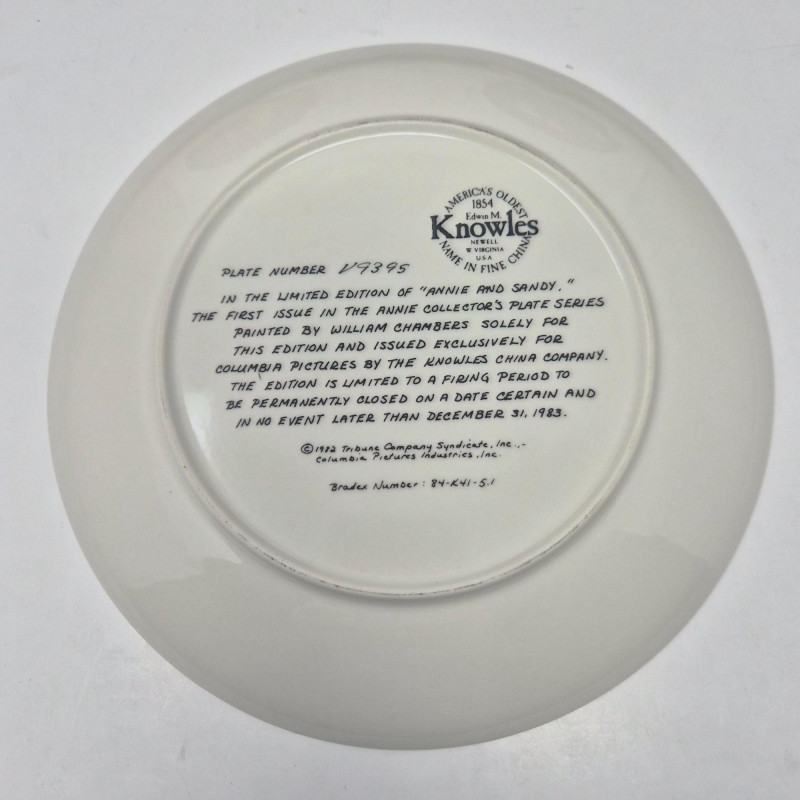 AMERICA'S OLDEST
1854
Edwin M.
Knowles
NEWELL
W VIRGINIA
USA
NAME IN FINE CHINA
PLATE NUMBER V9395
IN THE LIMITED EDITION OF "ANNIE AND SANDY,"
THE FIRST ISSUE IN THE ANNIE COLLECTOR'S PLATE SERIES
PAINTED BY WILLIAM CHAMBERS SOLELY FOR
THIS EDITION AND ISSUED EXCLUSIVELY FOR
COLUMBIA PICTURES BY THE KNOWLES CHINA COMPANY.
THE EDITION IS LIMITED TO A FIRING PERIOD TO
BE PERMANENTLY CLOSED ON A DATE CERTAIN AND
IN NO EVENT LATER THAN DECEMBER 31, 1983.
©1982 Tribune Company Syndicate, Inc.,-
Columbia Pictures Industries, Inc.
Bradex Number: 84-K41-5.1